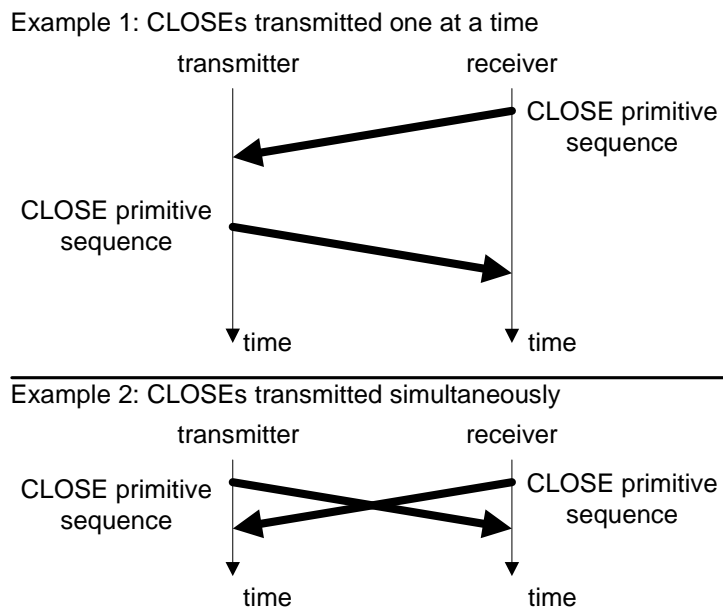 Example 1: CLOSEs transmitted one at a time
transmitter
receiver
CLOSE primitive
sequence
CLOSE primitive
sequence
time
time
Example 2: CLOSEs transmitted simultaneously
transmitter
receiver
CLOSE primitive
sequence
CLOSE primitive
sequence
time
time